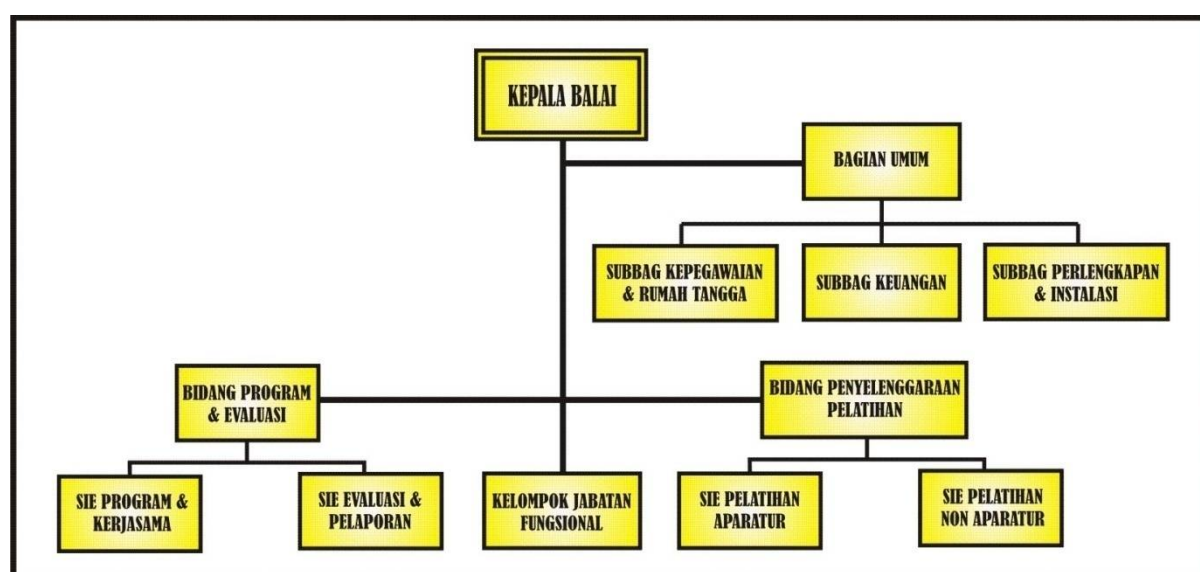 KEPALA BALAI
BAGIAN UMUM
SUBBAG KEPEGAWAIAN
& RUMAH TANGGA
SUBBAG KEUANGAN
SUBBAG PERLENGKAPAN
& INSTALASI
BIDANG PROGRAM
& EVALUASI
BIDANG PENYELENGGARAAN
PELATIHAN
SIE PROGRAM &
KERJASAMA
SIE EVALUASI &
PELAPORAN
KELOMPOK JABATAN
FUNGSIONAL
SIE PELATIHAN
APARATUR
SIE PELATIHAN
NON APARATUR